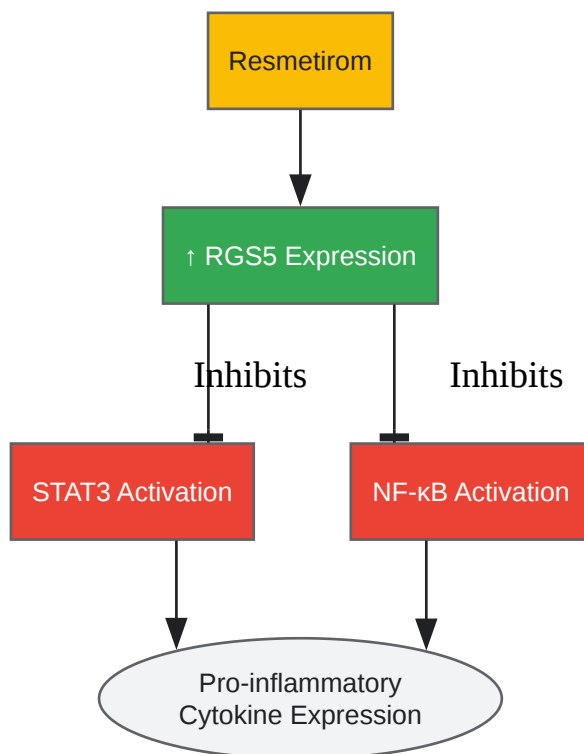 Resmetirom
↑ RGS5 Expression
Inhibits
Inhibits
STAT3 Activation
NF-κB Activation
Pro-inflammatory
Cytokine Expression